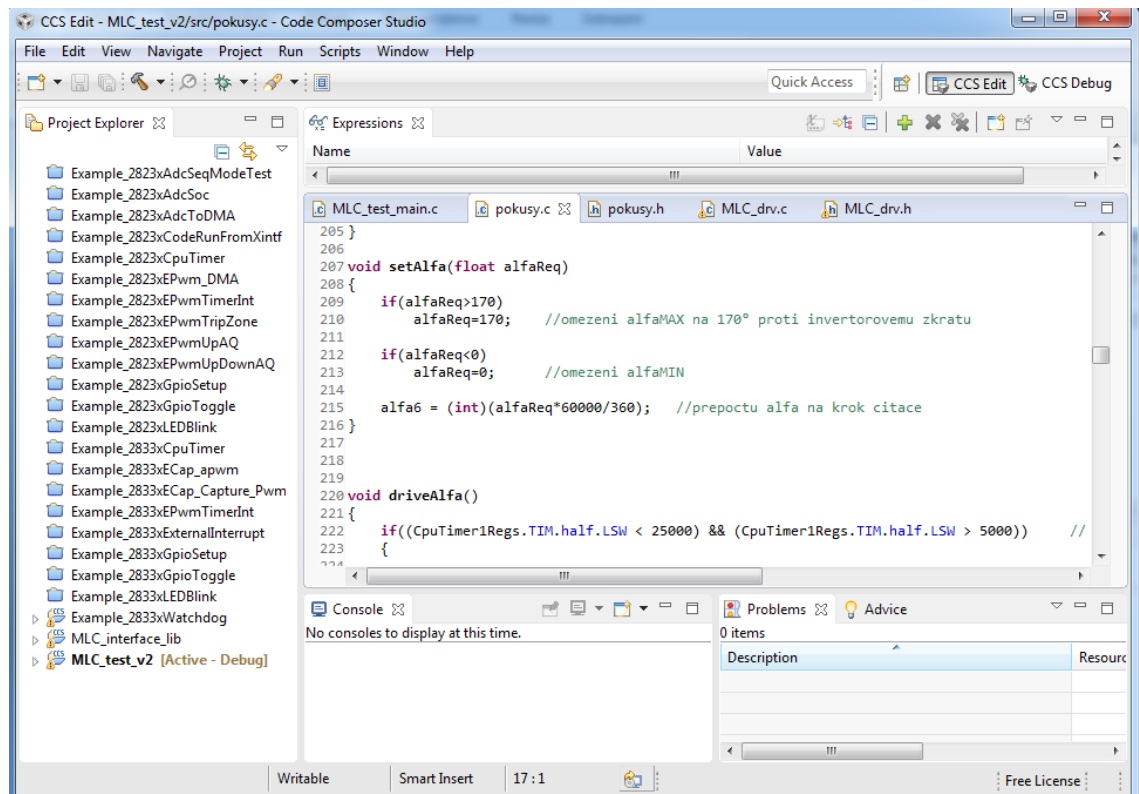 CCS Edit - MLC_test_v2/src/pokusy.c - Code Composer Studio
File Edit View Navigate Project Run Scripts Window Help
Quick Access CCS Edit CCS Debug
Project Explorer
Example_2823xAdcSeqModeTest
Example_2823xAdcSoc
Example_2823xAdcToDMA
Example_2823xCodeRunFromXintf
Example_2823xCpuTimer
Example_2823xEPwm_DMA
Example_2823xEPwmTimerInt
Example_2823xEPwmTripZone
Example_2823xEPwmUpAQ
Example_2823xEPwmUpDownAQ
Example_2823xGpioSetup
Example_2823xGpioToggle
Example_2823xLEDBlink
Example_2833xCpuTimer
Example_2833xECap_apwm
Example_2833xECap_Capture_Pwm
Example_2833xEPwmTimerInt
Example_2833xExternalInterrupt
Example_2833xGpioSetup
Example_2833xGpioToggle
Example_2833xLEDBlink
Example_2833xWatchdog
MLC_interface_lib
MLC_test_v2 [Active - Debug]
Expressions
Name Value
MLC_test_main.c pokusy.c pokusy.h MLC_drv.c MLC_drv.h
205 }
206
207 void setAlfa(float alfaReq)
208 {
209 if(alfaReq>170)
210 alfaReq=170; //omezeni alfaMAX na 170° proti invertorovemu zkratu
211
212 if(alfaReq<0)
213 alfaReq=0; //omezeni alfaMIN
214
215 alfa6 = (int)(alfaReq*60000/360); //prepoctu alfa na krok citace
216 }
217
218
219
220 void driveAlfa()
221 {
222 if((CpuTimer1Regs.TIM.half.LSW < 25000) && (CpuTimer1Regs.TIM.half.LSW > 5000)) //
223 {
224
Console
No consoles to display at this time.
Problems Advice
0 items
Description Resourc
Writable Smart Insert 17 : 1 Free License